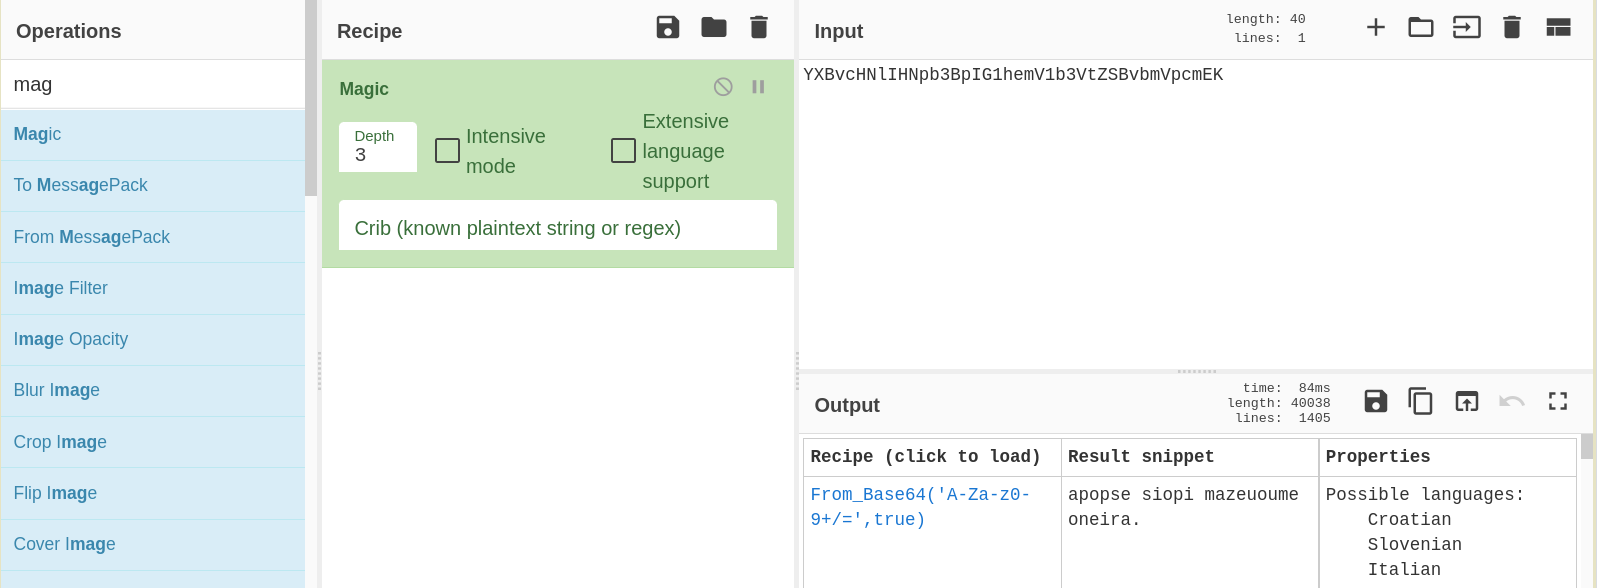 Operations
mag
Magic
To MessagePack
From MessagePack
Image Filter
Image Opacity
Blur Image
Crop Image
Flip Image
Cover Image
Recipe
Magic
Depth
3
Intensive
mode
Extensive
language
support
Crib (known plaintext string or regex)
Input
length: 40
lines: 1
YXBvcHNlIHNpb3BpIG1hemV1b3VtZSBvbmVpcmEK
Output
time: 84ms
length: 40038
lines: 1405
Recipe (click to load)
Result snippet
Properties
From_Base64('A-Za-z0-
9+/=',true)
apopse siopi mazeuoume
oneira.
Possible languages:
Croatian
Slovenian
Italian